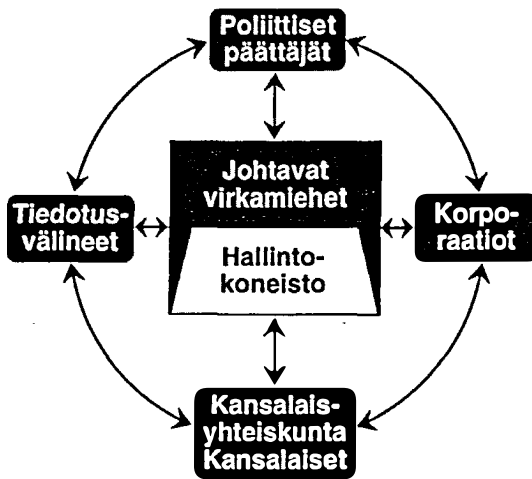 Poliittiset
päättäjät
Johtavat
virkamiehet
Tiedotus-
välineet
Korpo-
raatiot
Hallinto-
koneisto
Kansalais-
yhteiskunta
Kansalaiset